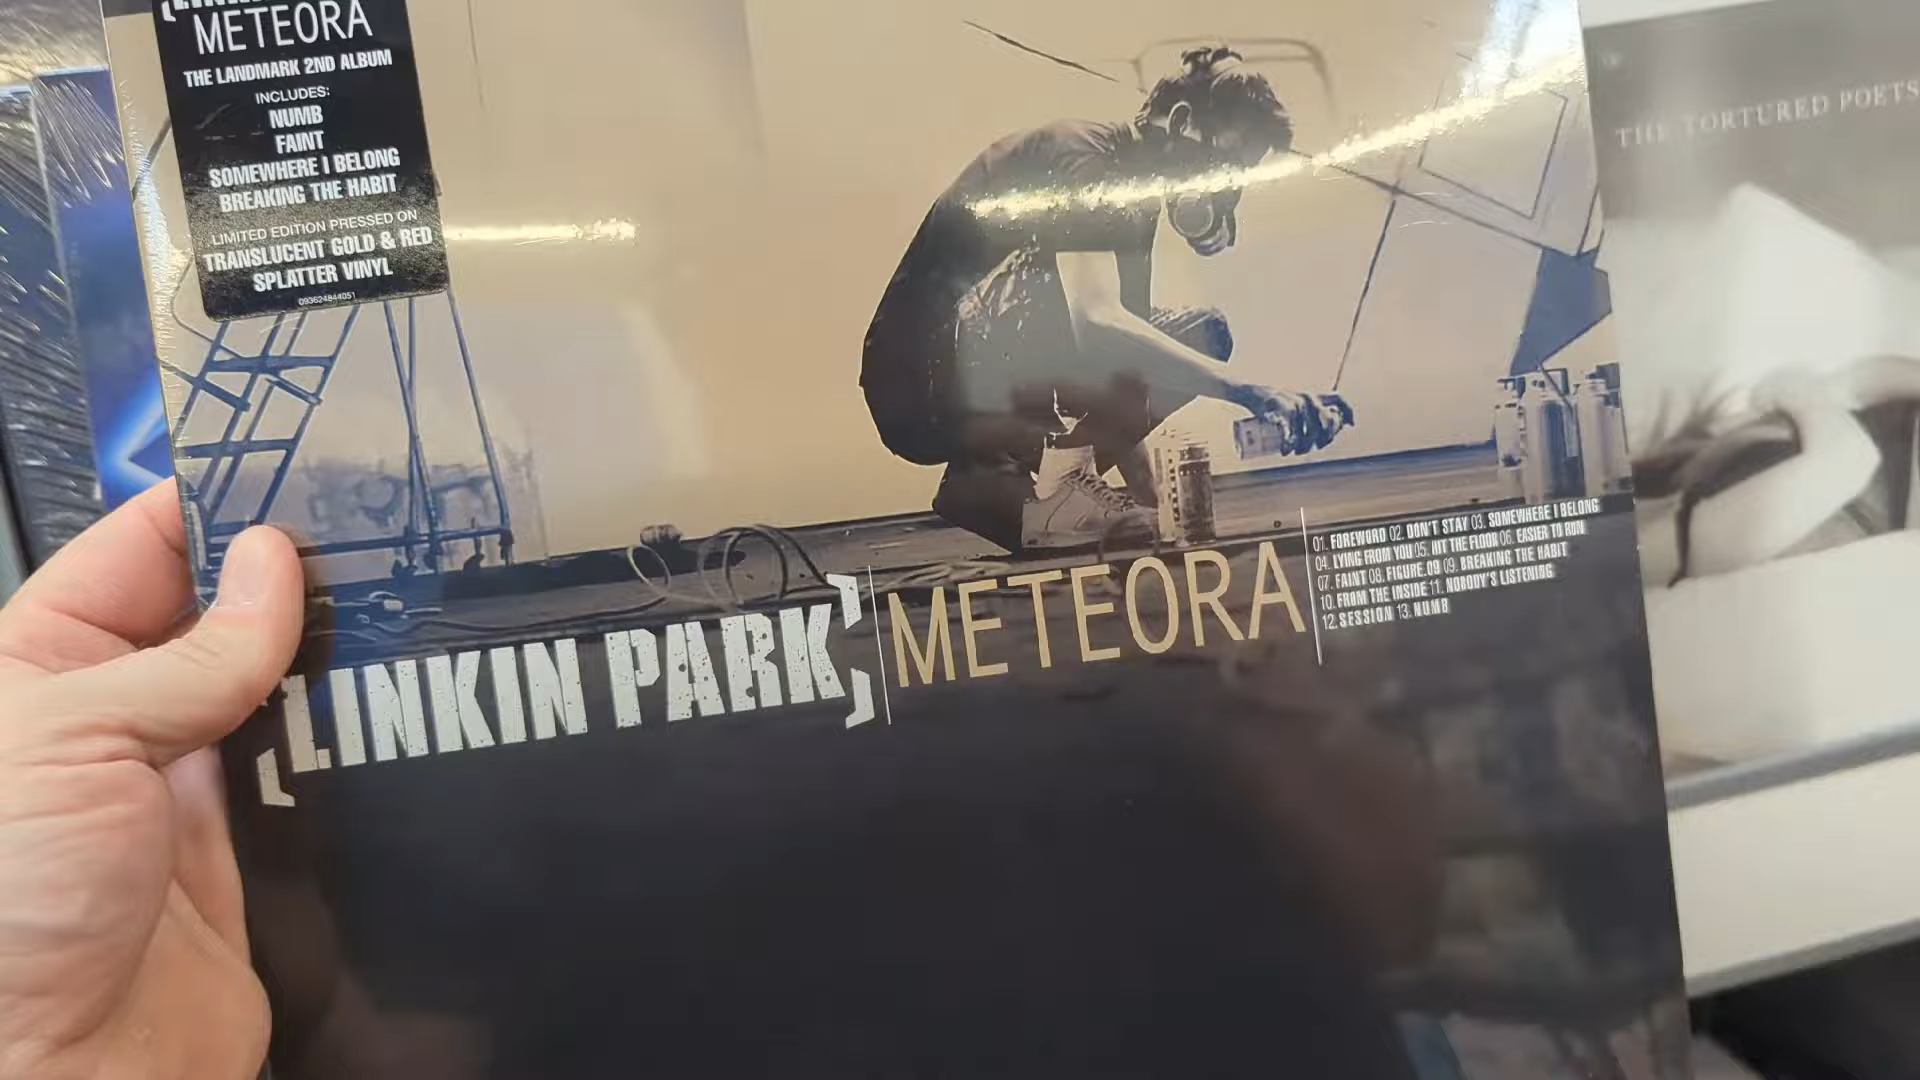 METEORA
THE LANDMARK 2ND ALBUM
INCLUDES:
NUMB
FAINT
SOMEWHERE I BELONG
BREAKING THE HABIT
LIMITED EDITION PRESSED ON
TRANSLUCENT GOLD & RED
SPLATTER VINYL
093624844051
THE TORTURED POETS
[LINKIN PARK] METEORA
01. FOREWORD 02. DON'T STAY 03. SOMEWHERE I BELONG
04. LYING FROM YOU 05. HIT THE FLOOR 06. EASIER TO RUN
07. FAINT 08. FIGURE.09 09. BREAKING THE HABIT
10. FROM THE INSIDE 11. NOBODY'S LISTENING
12. SESSION 13. NUMB